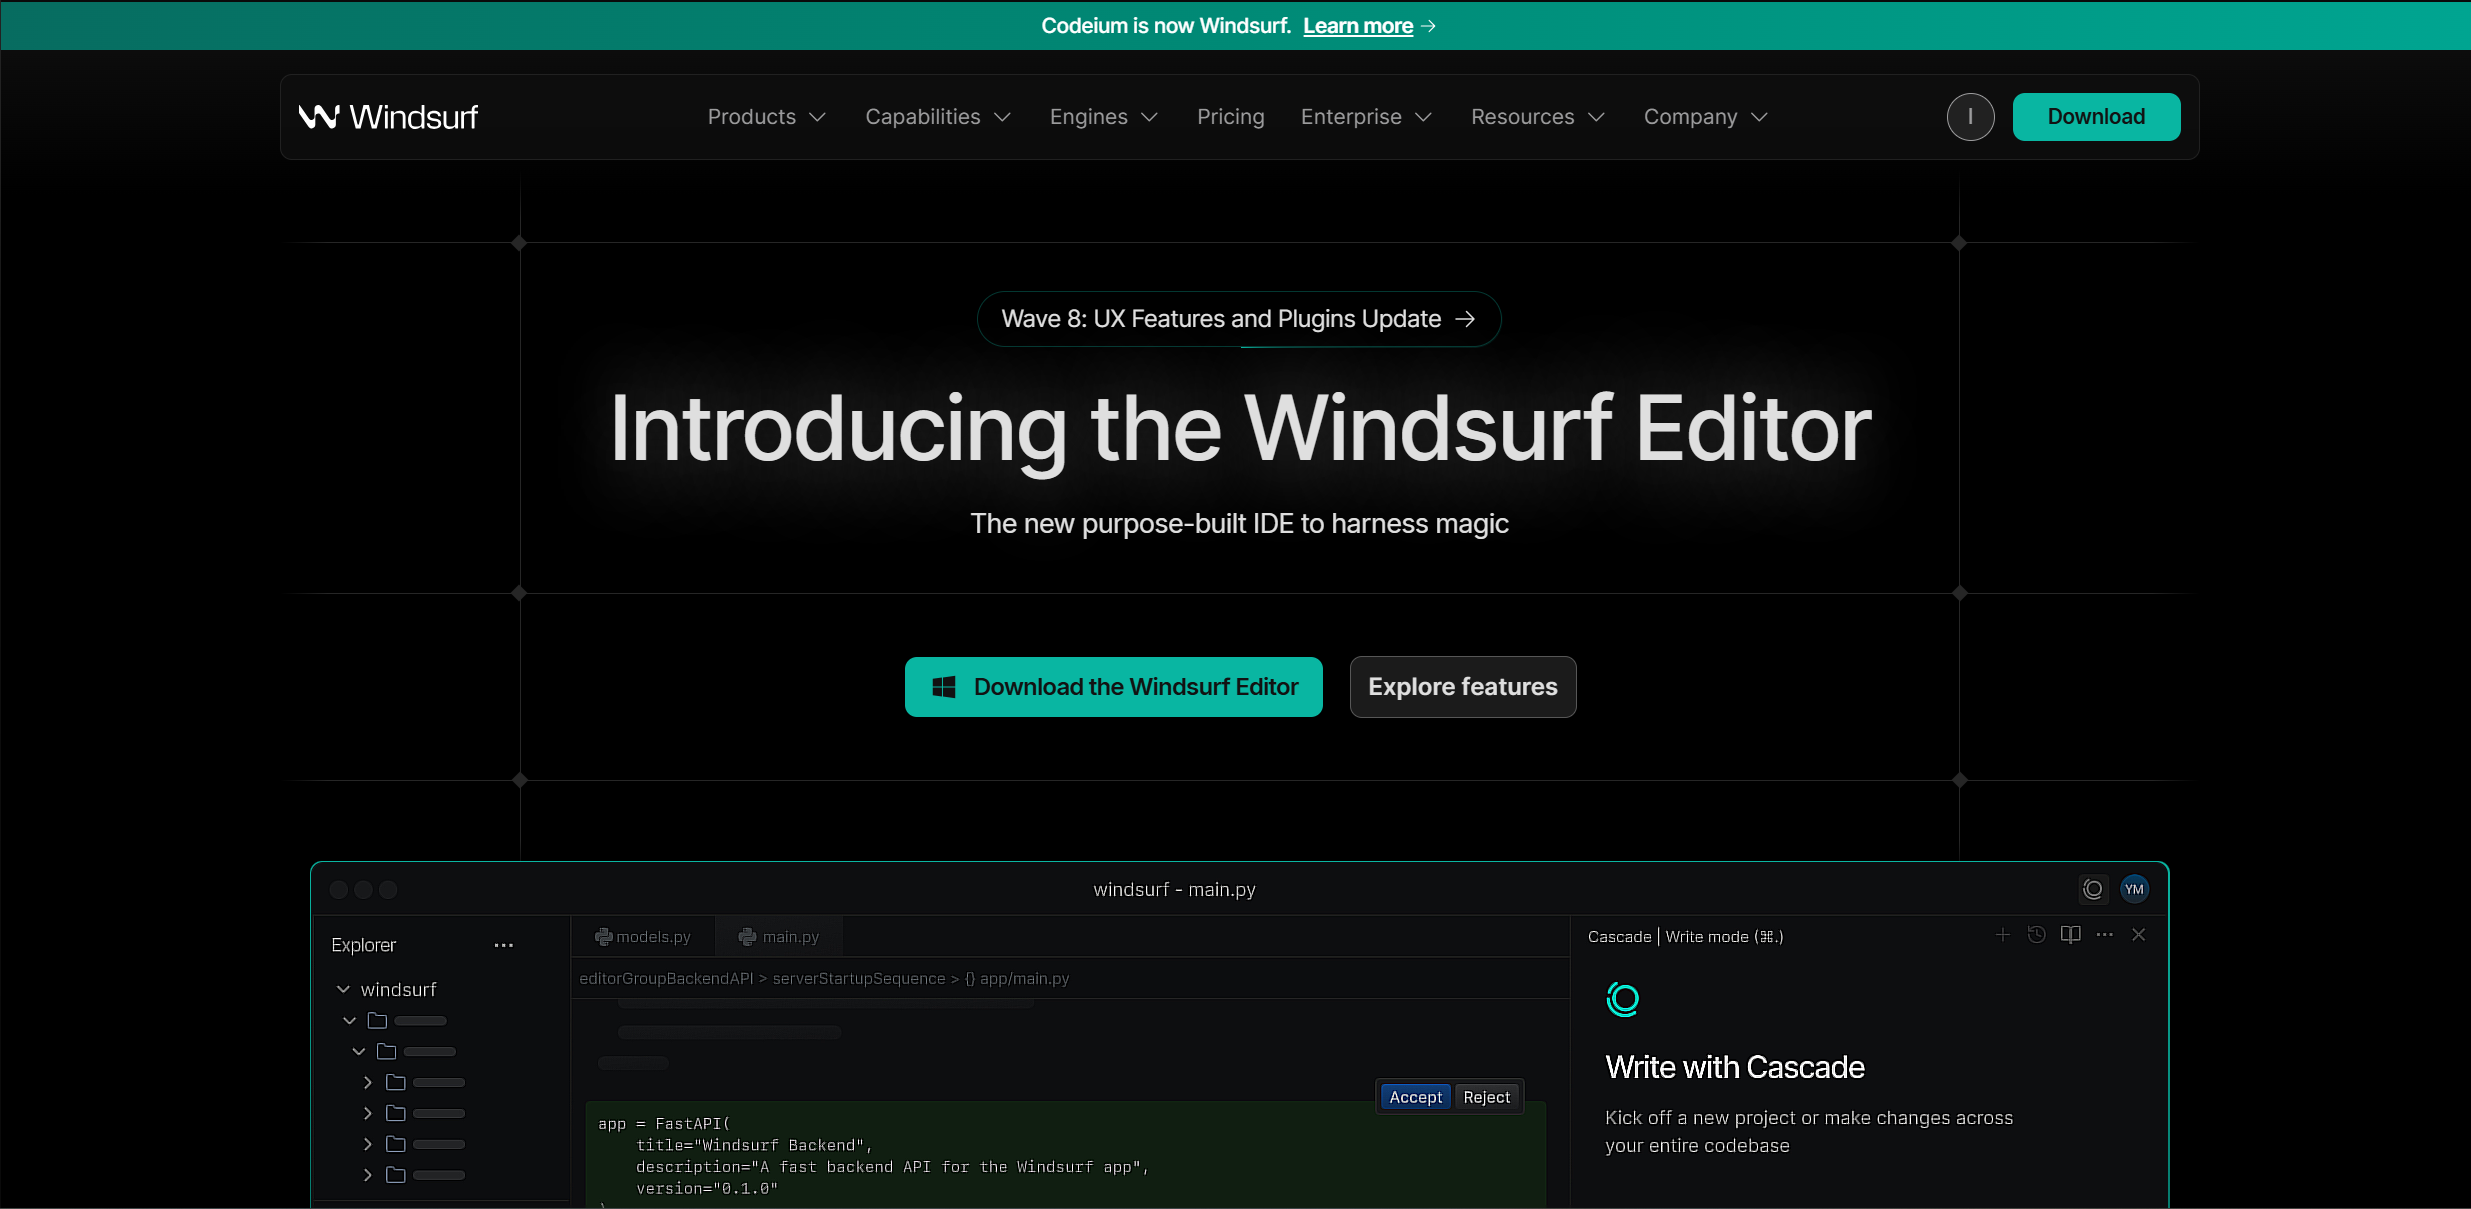 Codeium is now Windsurf. Learn more →
Windsurf
Products
Capabilities
Engines
Pricing
Enterprise
Resources
Company
I
Download
Wave 8: UX Features and Plugins Update →
Introducing the Windsurf Editor
The new purpose-built IDE to harness magic
Download the Windsurf Editor
Explore features
windsurf - main.py
YM
Explorer
windsurf
models.py
main.py
editorGroupBackendAPI > serverStartupSequence > {} app/main.py
Accept
Reject
app = FastAPI(
    title="Windsurf Backend",
    description="A fast backend API for the Windsurf app",
    version="0.1.0"
Cascade | Write mode (⌘.)
Write with Cascade
Kick off a new project or make changes across
your entire codebase